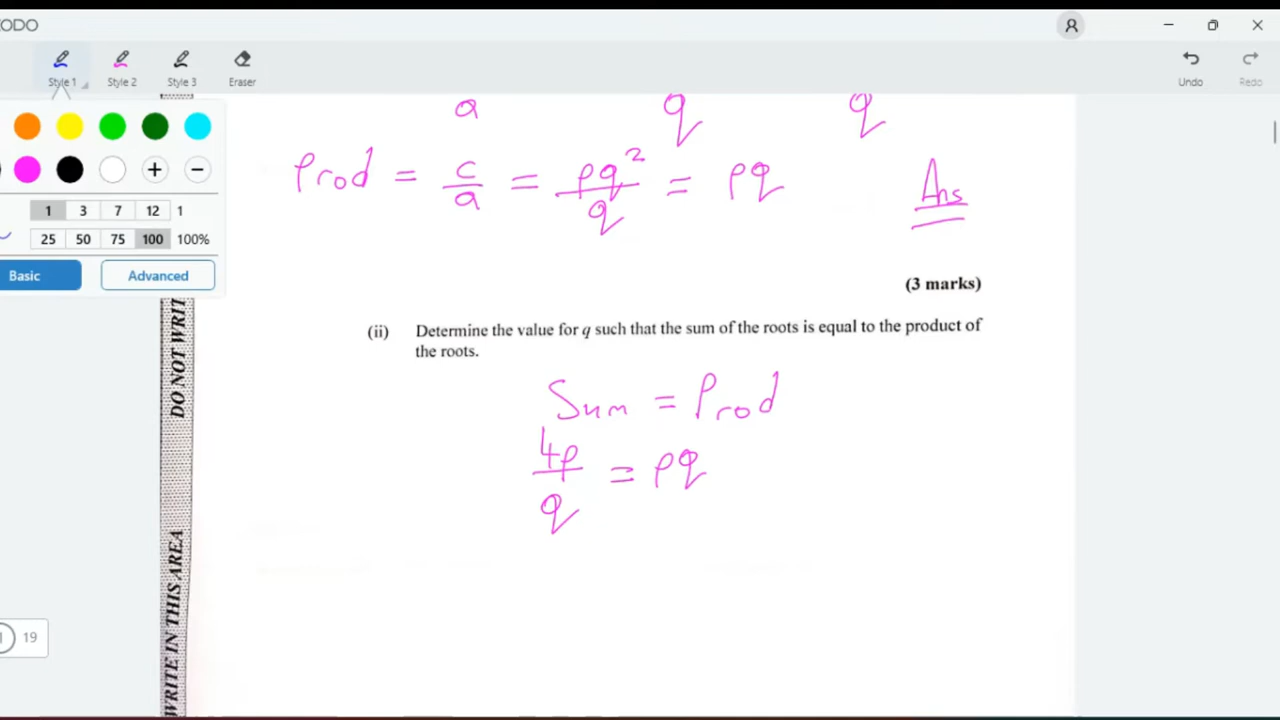 ODO
Style 1
Style 2
Style 3
Eraser
Undo
Redo
a q q
Prod = c/a = pq²/q = pq
Ans
1 3 7 12 1
25 50 75 100 100%
Basic
Advanced
(3 marks)
(ii) Determine the value for q such that the sum of the roots is equal to the product of
the roots.
Sum = Prod
4p/q = pq
DO NOT WRIT
WRITE IN THIS AREA
19